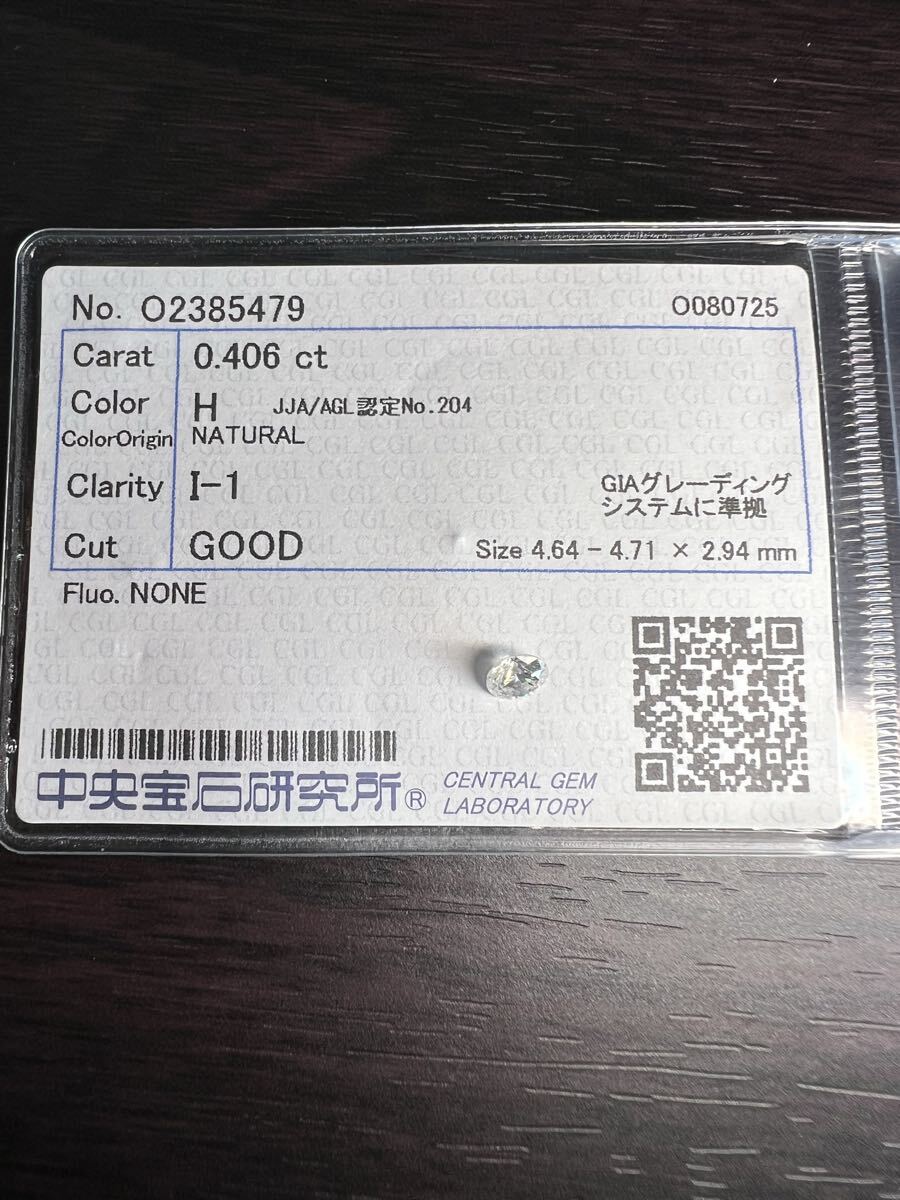 No. O2385479 O080725
Carat 0.406 ct
Color H JJA/AGL認定No.204
ColorOrigin NATURAL
Clarity I-1 GIAグレーディング
システムに準拠
Cut GOOD Size 4.64 - 4.71 × 2.94 mm
Fluo. NONE
中央宝石研究所® CENTRAL GEM
LABORATORY